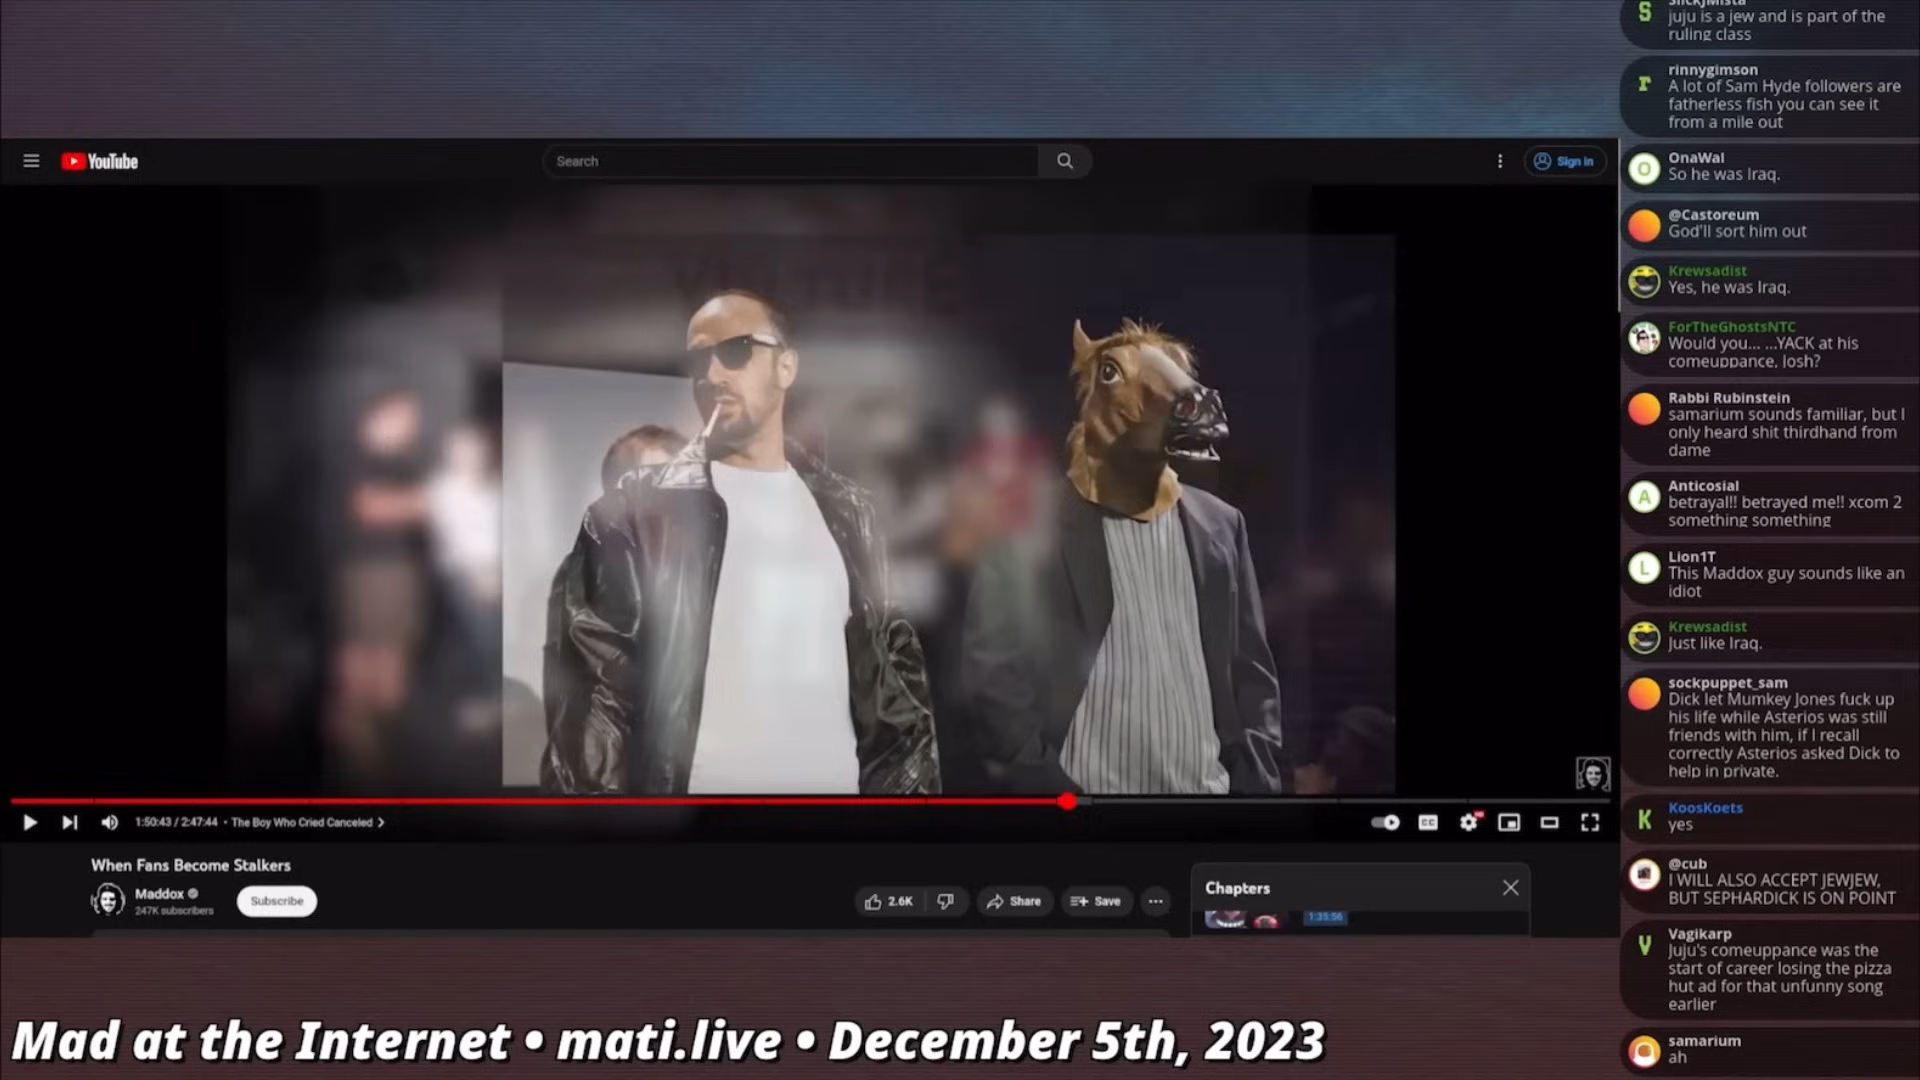 YouTube
Search
Sign in
1:50:43 / 2:47:44 • The Boy Who Cried Canceled
When Fans Become Stalkers
Maddox
247K subscribers
Subscribe
2.6K
Share
Save
Chapters
1:35:56
Mad at the Internet • mati.live • December 5th, 2023
SlickJMista
juju is a jew and is part of the
ruling class
rinnygimson
A lot of Sam Hyde followers are
fatherless fish you can see it
from a mile out
OnaWal
So he was Iraq.
@Castoreum
God'll sort him out
Krewsadist
Yes, he was Iraq.
ForTheGhostsNTC
Would you... ...YACK at his
comeuppance, Josh?
Rabbi Rubinstein
samarium sounds familiar, but I
only heard shit thirdhand from
dame
A
Anticosial
betrayal!! betrayed me!! xcom 2
something something
L
Lion1T
This Maddox guy sounds like an
idiot
Krewsadist
Just like Iraq.
sockpuppet_sam
Dick let Mumkey Jones fuck up
his life while Asterios was still
friends with him, if I recall
correctly Asterios asked Dick to
help in private.
K
KoosKoets
yes
@cub
I WILL ALSO ACCEPT JEWJEW,
BUT SEPHARDICK IS ON POINT
V
Vagikarp
Juju's comeuppance was the
start of career losing the pizza
hut ad for that unfunny song
earlier
samarium
ah